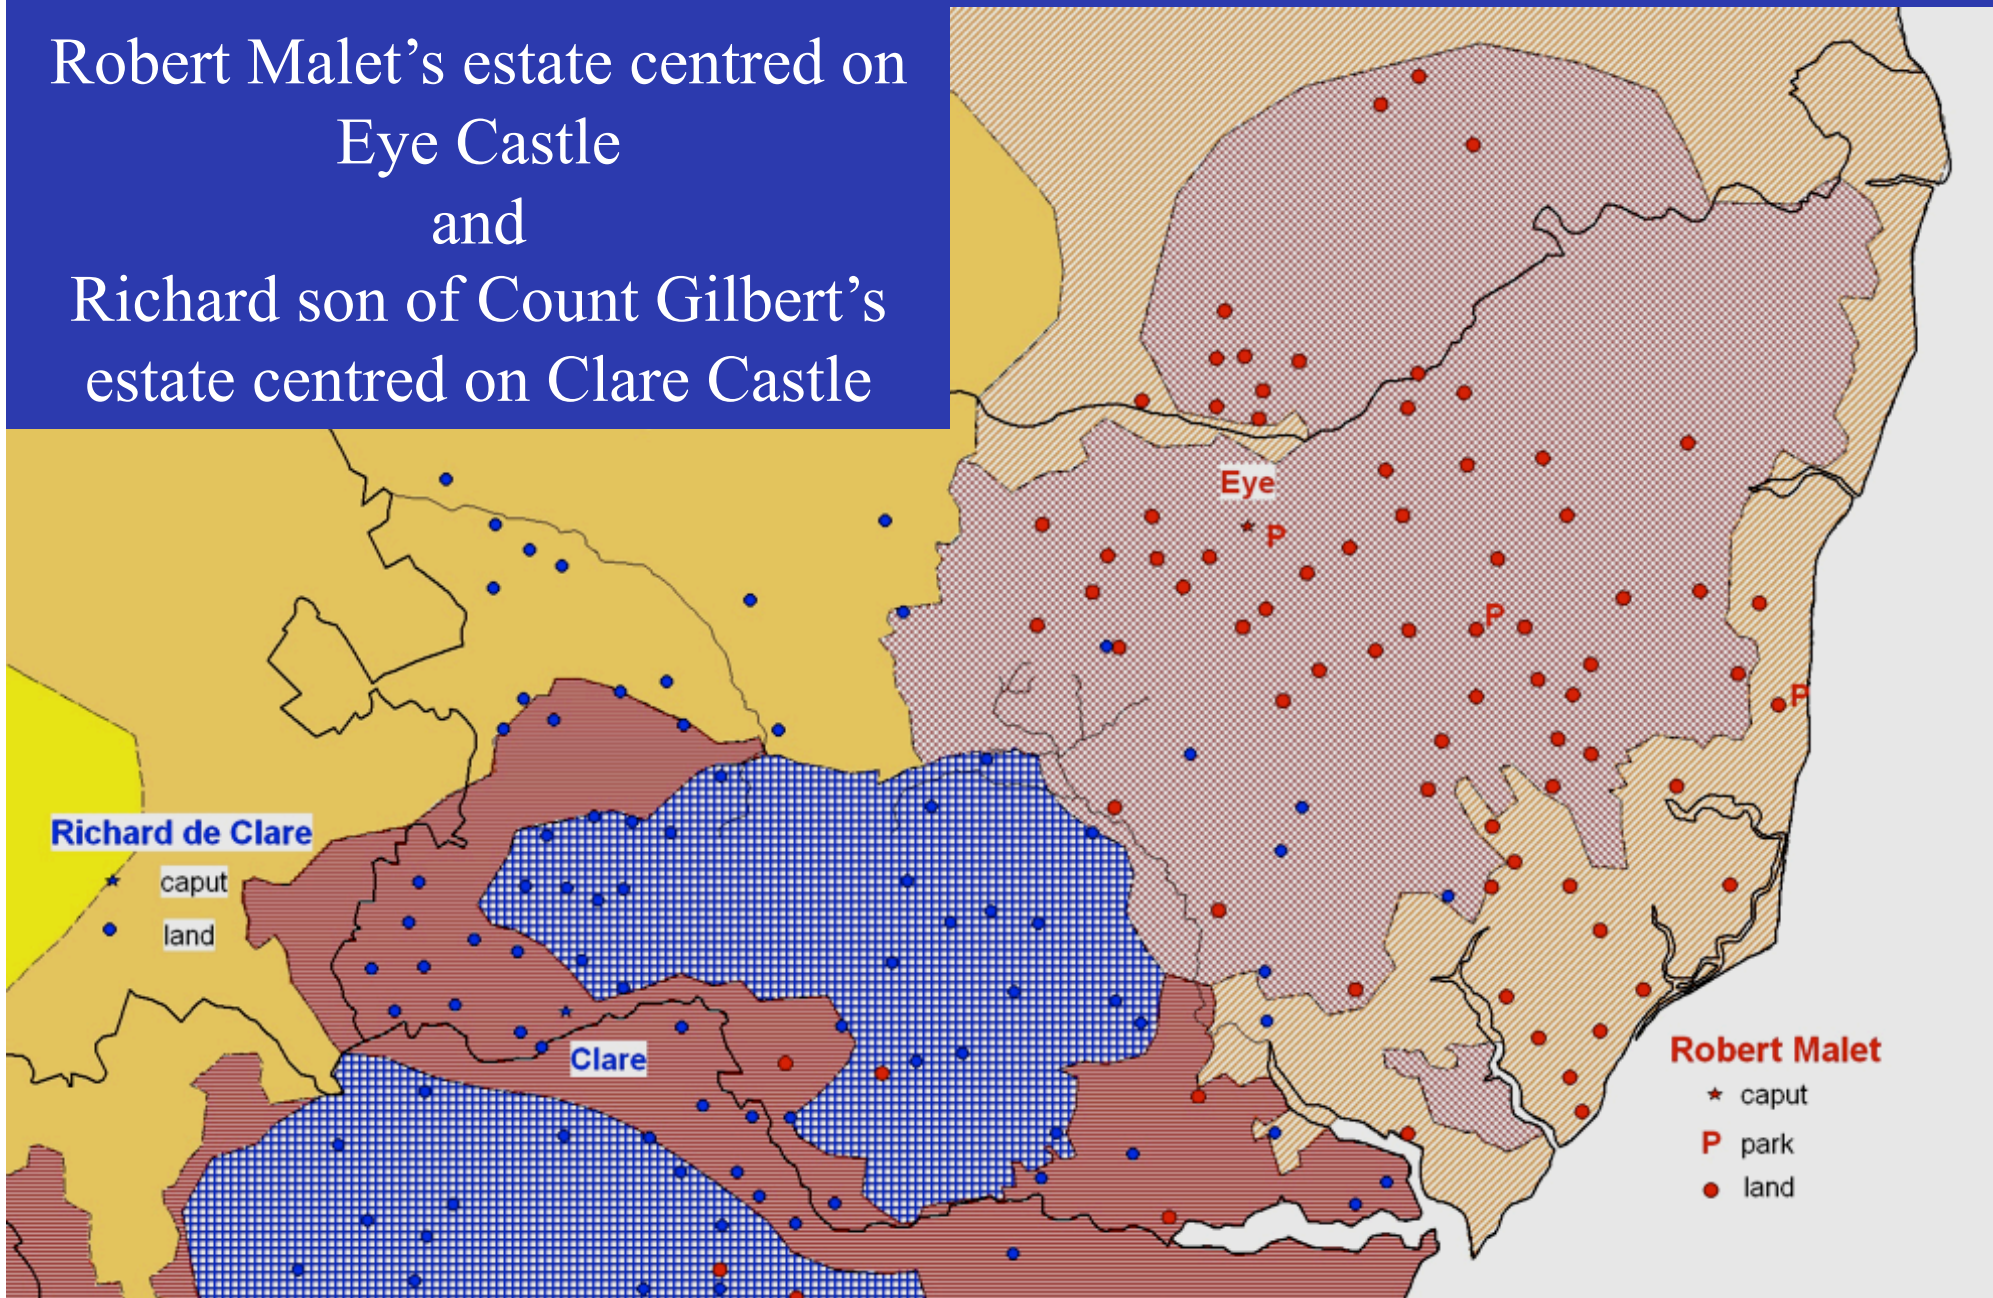 Robert Malet’s estate centred on
Eye Castle
and
Richard son of Count Gilbert’s
estate centred on Clare Castle
Eye
P
P
P
Richard de Clare
caput
land
Clare
Robert Malet
caput
P park
land